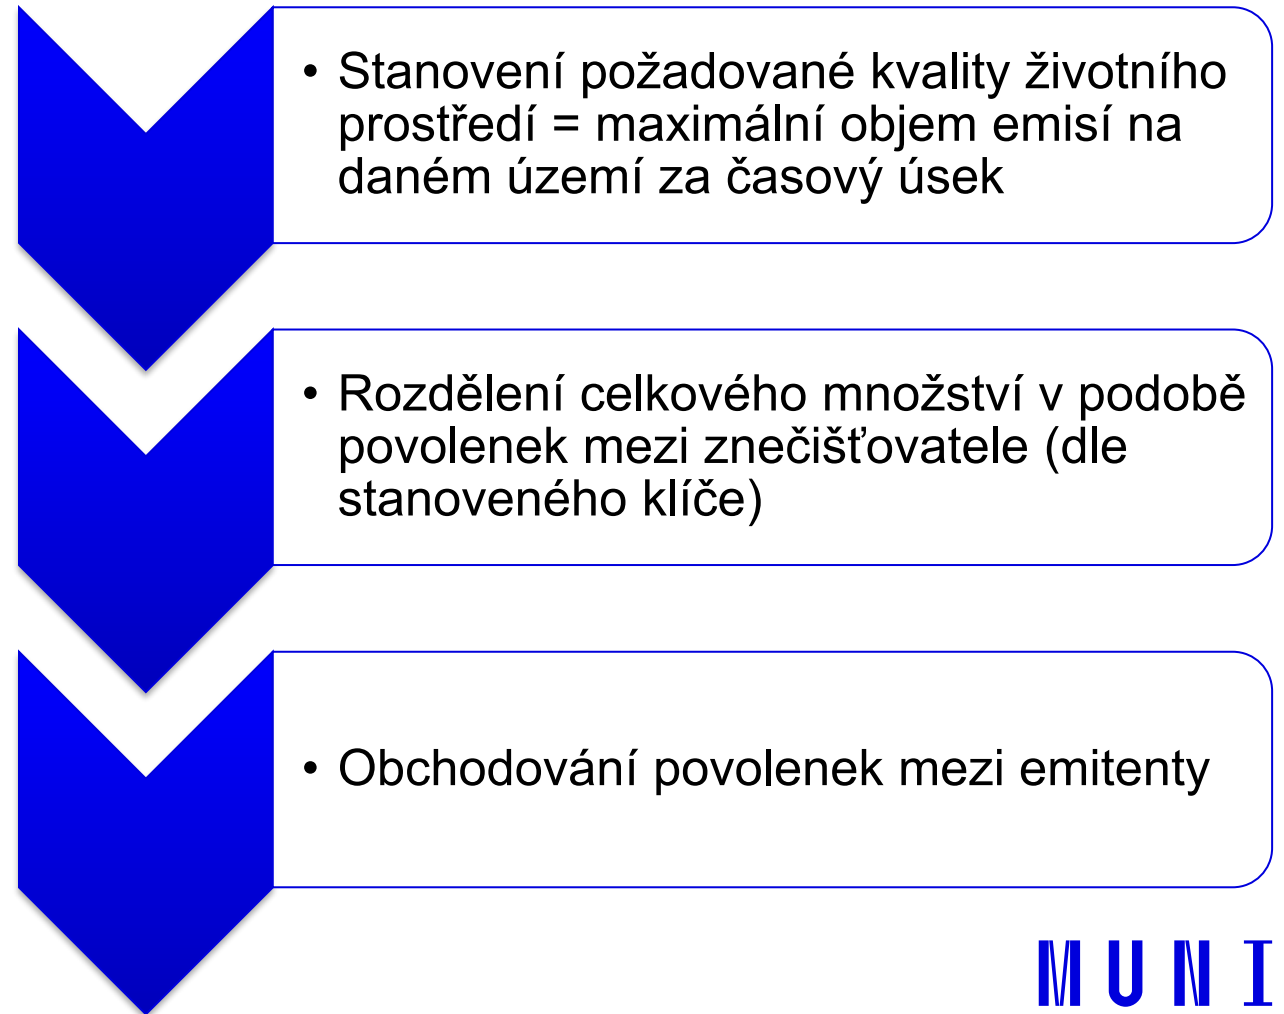 • Stanovení požadované kvality životního
prostředí = maximální objem emisí na
daném území za časový úsek
• Rozdělení celkového množství v podobě
povolenek mezi znečišťovatele (dle
stanoveného klíče)
• Obchodování povolenek mezi emitenty
MUNI